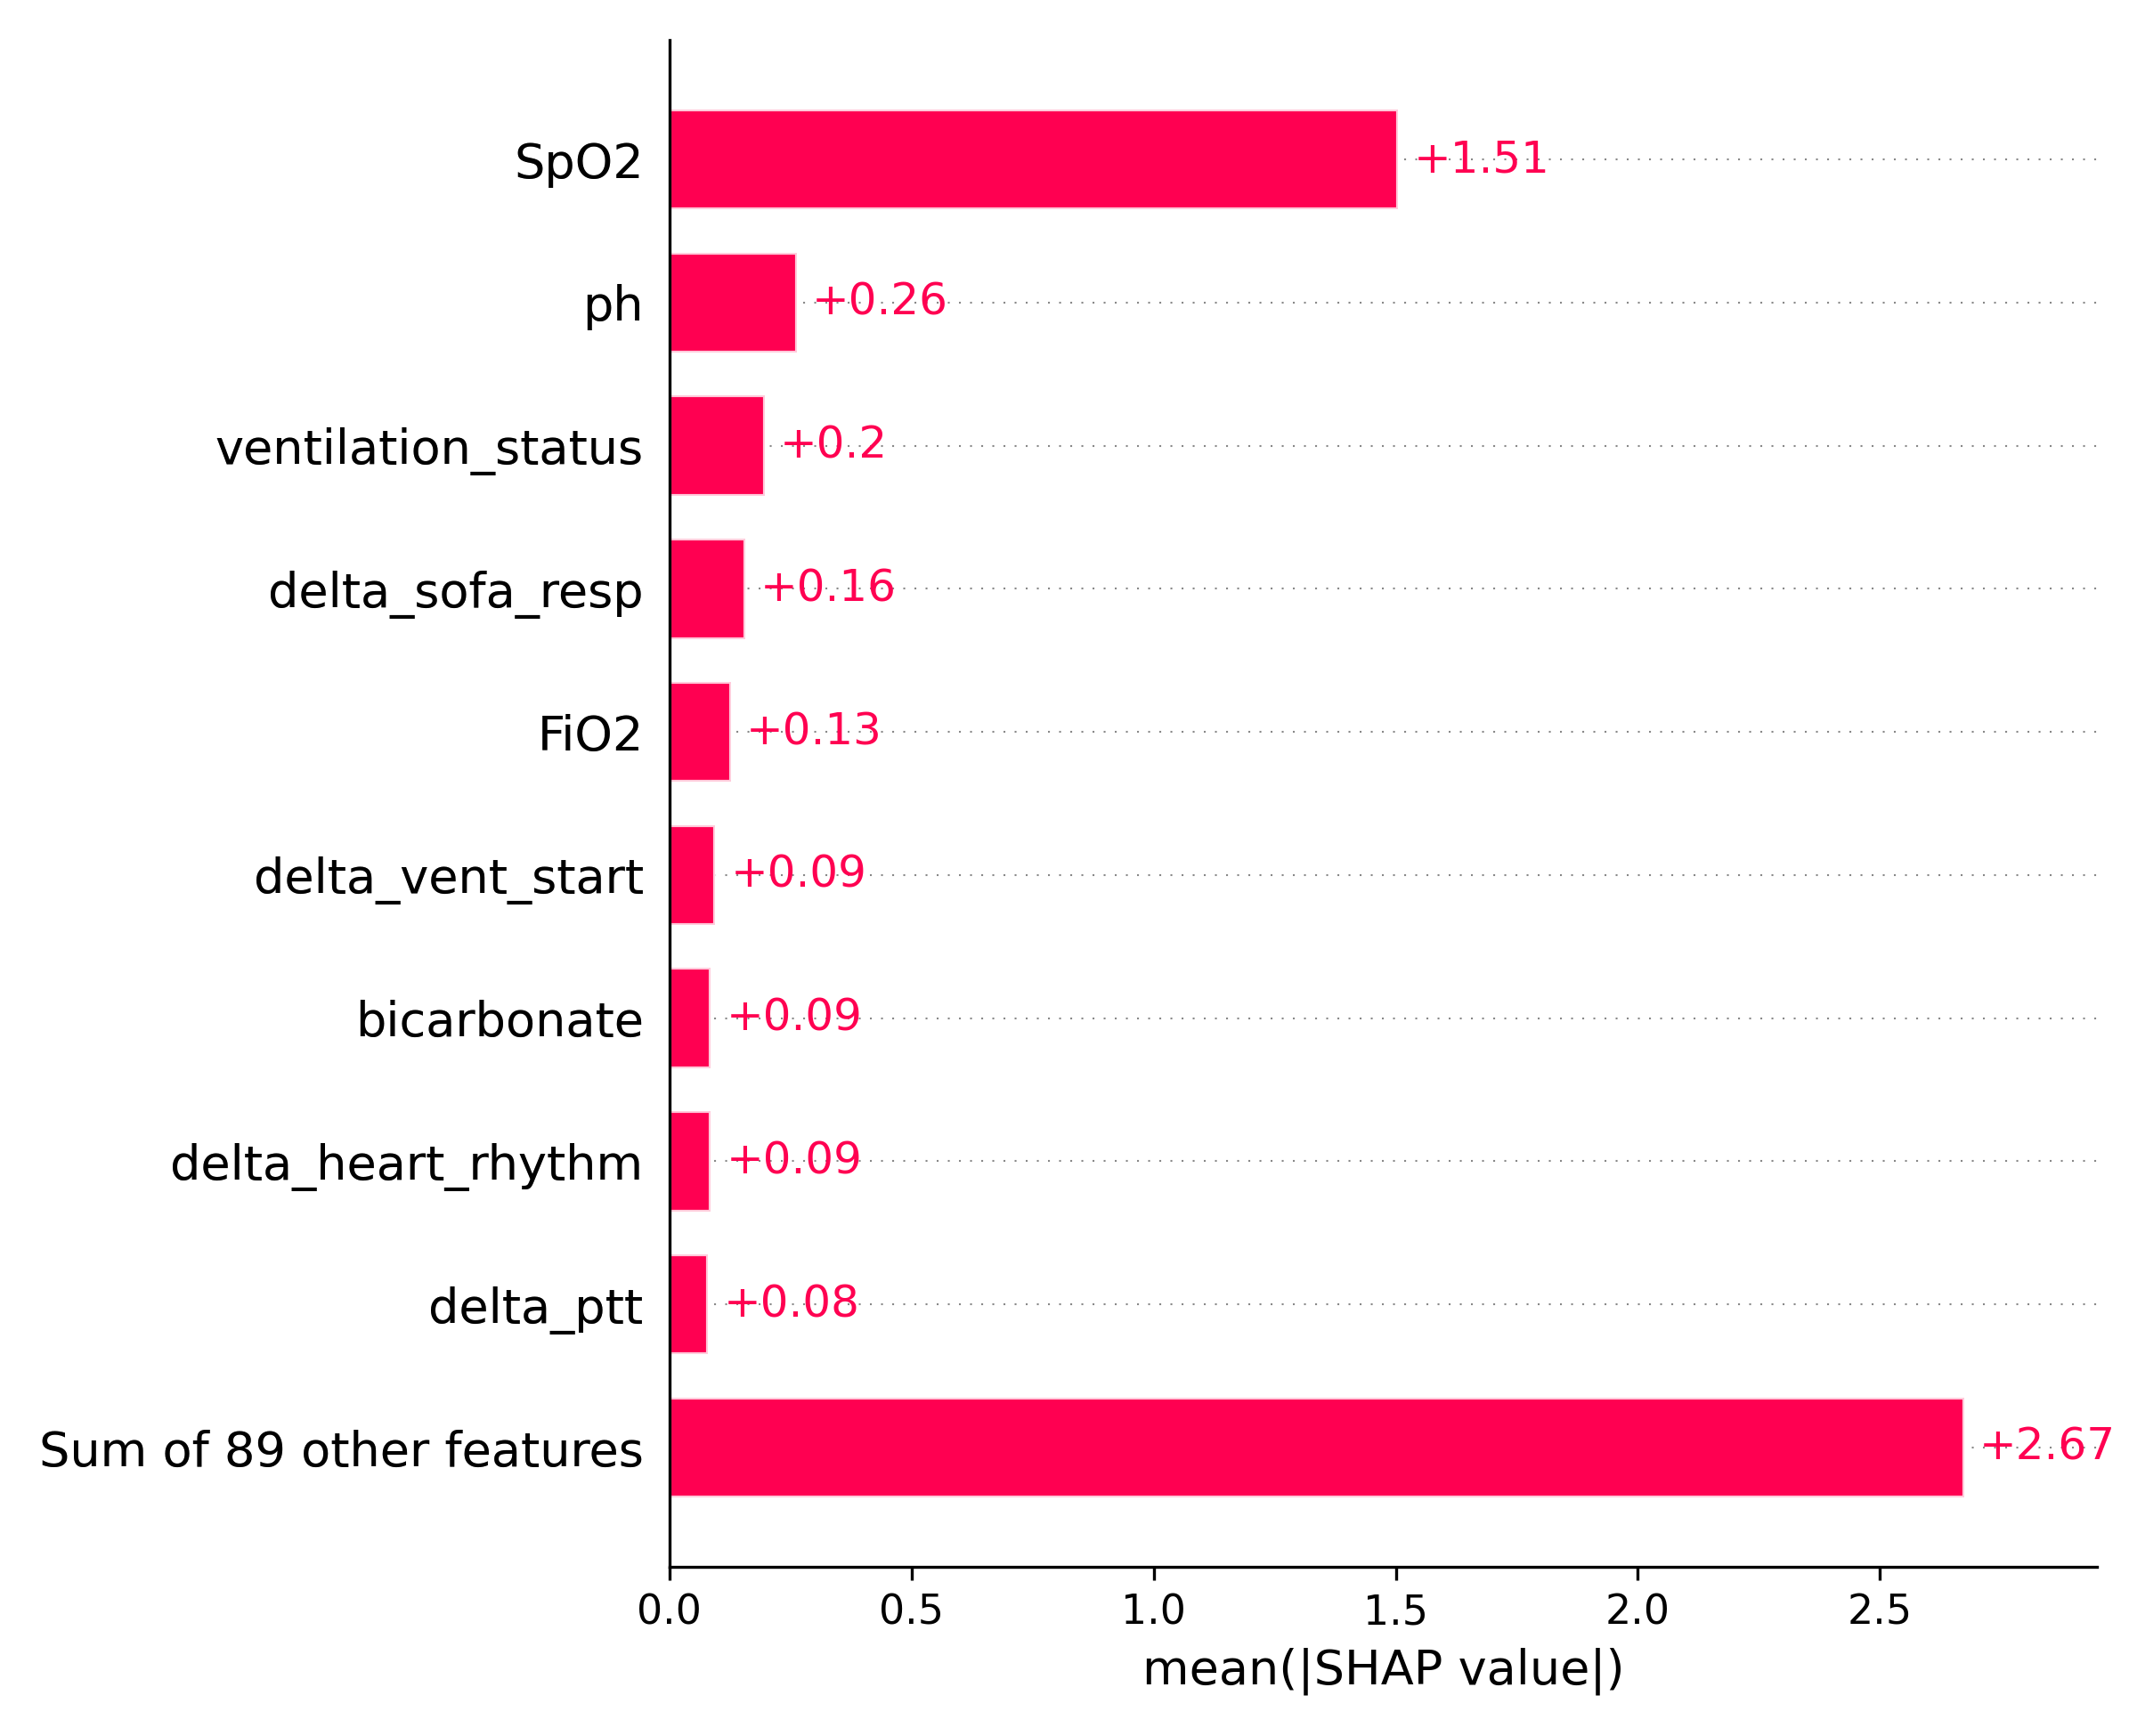 SpO2 +1.51
ph +0.26
ventilation_status +0.2
delta_sofa_resp +0.16
FiO2 +0.13
delta_vent_start +0.09
bicarbonate +0.09
delta_heart_rhythm +0.09
delta_ptt +0.08
Sum of 89 other features +2.67
0.0 0.5 1.0 1.5 2.0 2.5
mean(|SHAP value|)